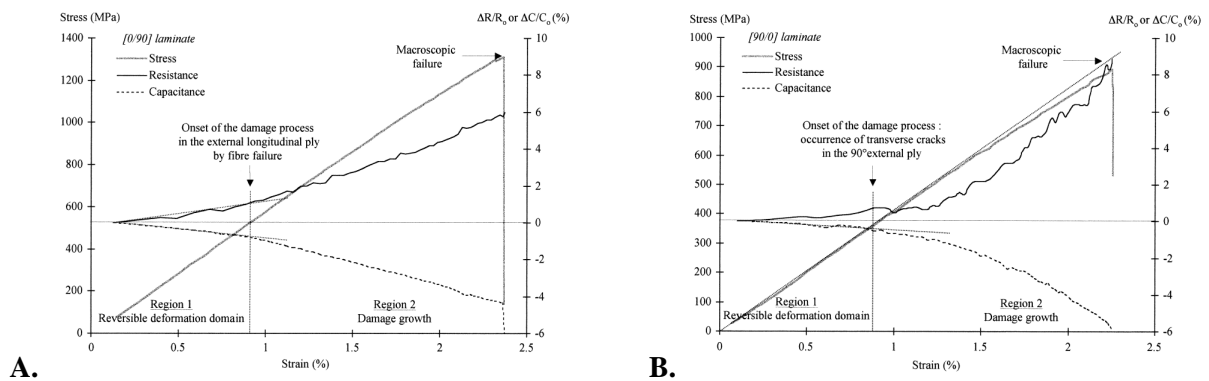 Stress (MPa)
ΔR/Ro or ΔC/Co (%)
1400
1200
1000
800
600
400
200
0
[0/90] laminate
Stress
Resistance
Capacitance
Macroscopic
failure
Onset of the damage process
in the external longitudinal ply
by fibre failure
Region 1
Reversible deformation domain
Region 2
Damage growth
10
8
6
4
2
0
-2
-4
-6
0
0.5
1
1.5
2
2.5
Strain (%)
A.
Stress (MPa)
ΔR/Ro or ΔC/Co (%)
1000
900
800
700
600
500
400
300
200
100
0
[90/0] laminate
Stress
Resistance
Capacitance
Macroscopic
failure
Onset of the damage process :
occurrence of transverse cracks
in the 90°external ply
Region 1
Reversible deformation domain
Region 2
Damage growth
10
8
6
4
2
0
-2
-4
-6
0
0.5
1
1.5
2
2.5
Strain (%)
B.